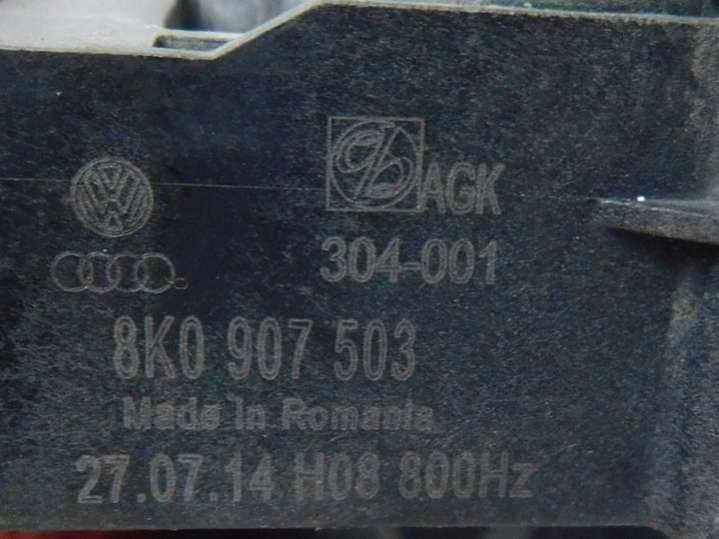 AGK
304-001
8K0 907 503
Made in Romania
27.07.14 H08 800Hz